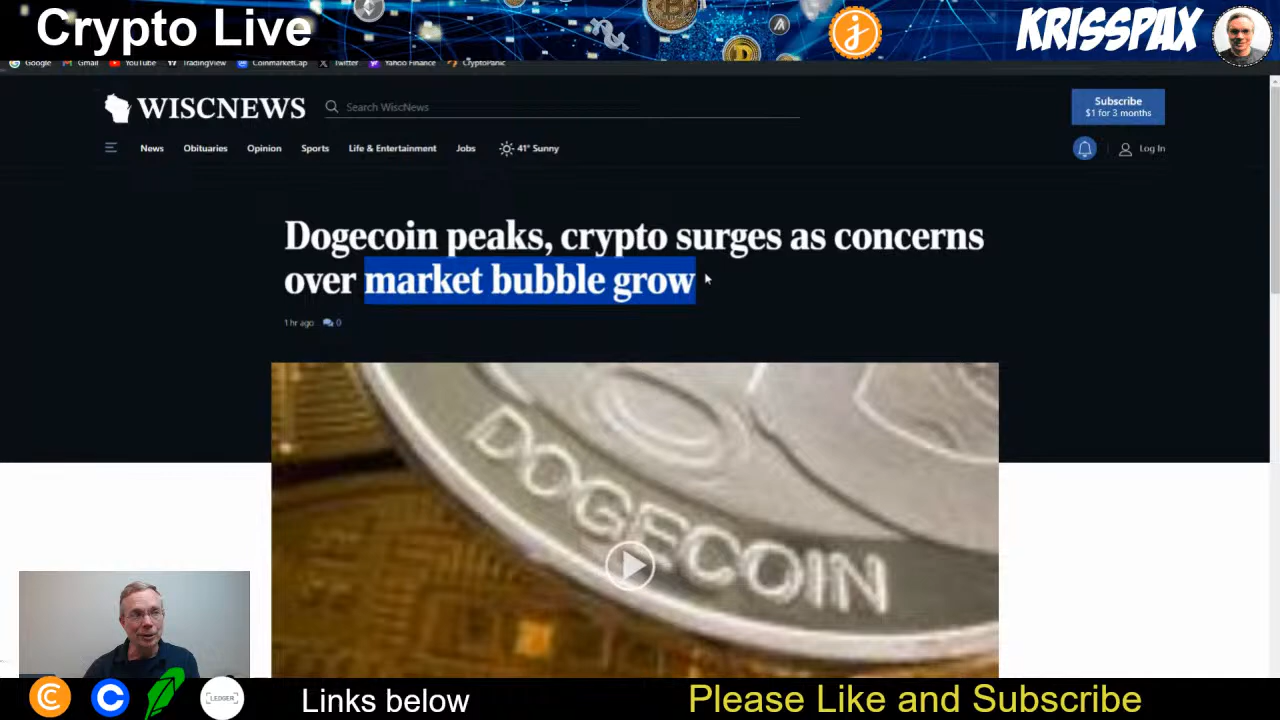 Crypto Live
KRISSPAX
Google Gmail YouTube TradingView CoinmarketCap Twitter Yahoo Finance CryptoPanic
WISCNEWS
Search WiscNews
Subscribe
$1 for 3 months
News Obituaries Opinion Sports Life & Entertainment Jobs 41° Sunny
Log In
Dogecoin peaks, crypto surges as concerns
over market bubble grow
1 hr ago 0
DOGECOIN
LEDGER
Links below
Please Like and Subscribe